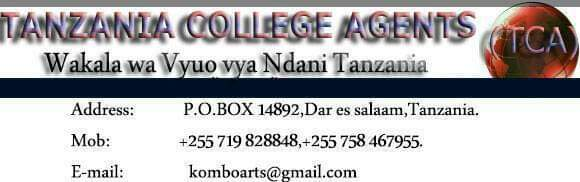 TANZANIA COLLEGE AGENTS
(TCA)
Wakala wa Vyuo vya Ndani Tanzania
Address: P.O.BOX 14892,Dar es salaam,Tanzania.
Mob: +255 719 828848,+255 758 467955.
E-mail: komboarts@gmail.com